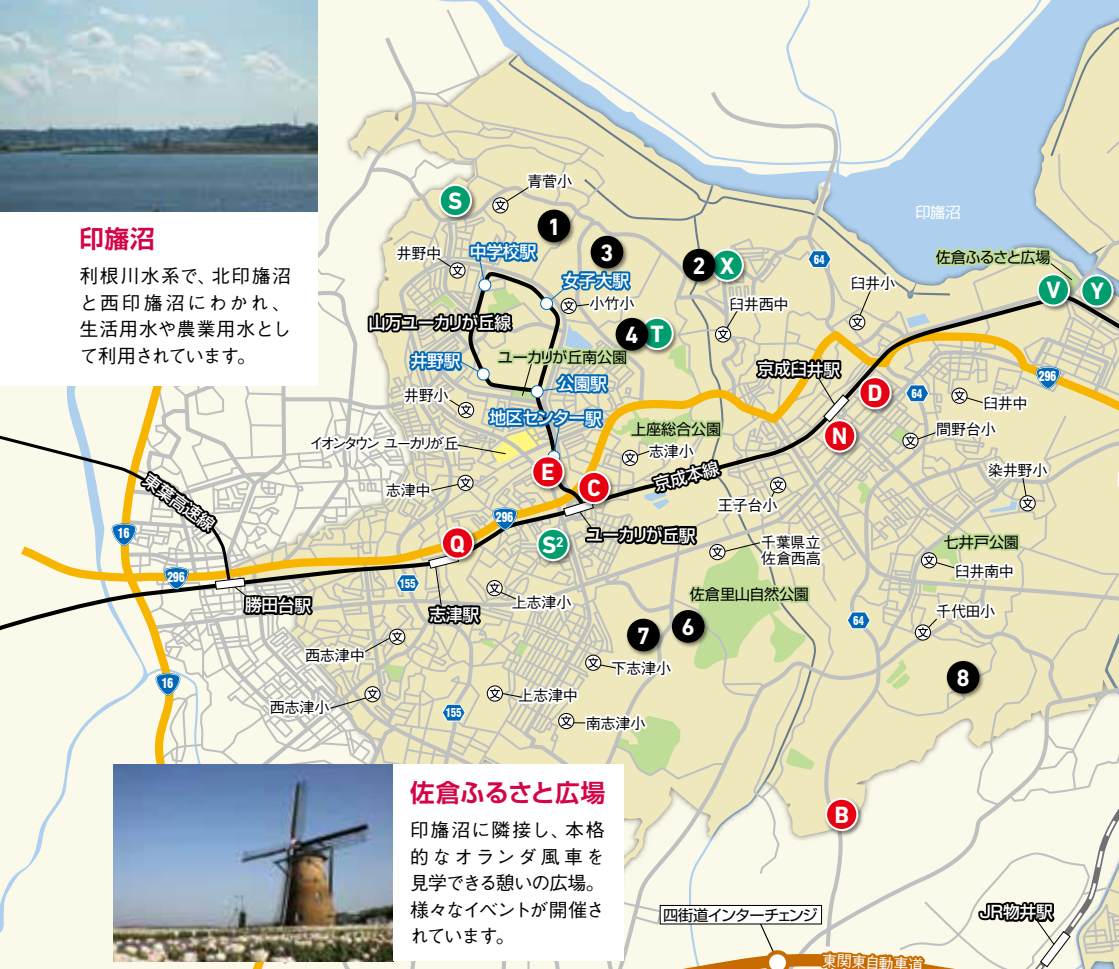 印旛沼
利根川水系で、北印旛沼
と西印旛沼にわかれ、
生活用水や農業用水とし
て利用されています。
青菅小
S
1
井野中
中学校駅
3
女子大駅
2
X
64
印旛沼
佐倉ふるさと広場
V
Y
小竹小
臼井小
山万ユーカリが丘線
4
T
臼井西中
井野駅
ユーカリが丘南公園
公園駅
京成臼井駅
D
64
296
井野小
臼井中
地区センター駅
上座総合公園
N
間野台小
イオンタウン ユーカリが丘
志津小
E
京成本線
染井野小
志津中
C
王子台小
東葉高速線
296
16
Q
S2
ユーカリが丘駅
千葉県立
佐倉西高
七井戸公園
臼井南中
296
155
勝田台駅
志津駅
上志津小
佐倉里山自然公園
千代田小
64
7
6
西志津中
下志津小
8
16
西志津小
155
上志津中
南志津小
佐倉ふるさと広場
印旛沼に隣接し、本格
的なオランダ風車を
見学できる憩いの広場。
様々なイベントが開催さ
れています。
B
四街道インターチェンジ
JR物井駅
東関東自動車道